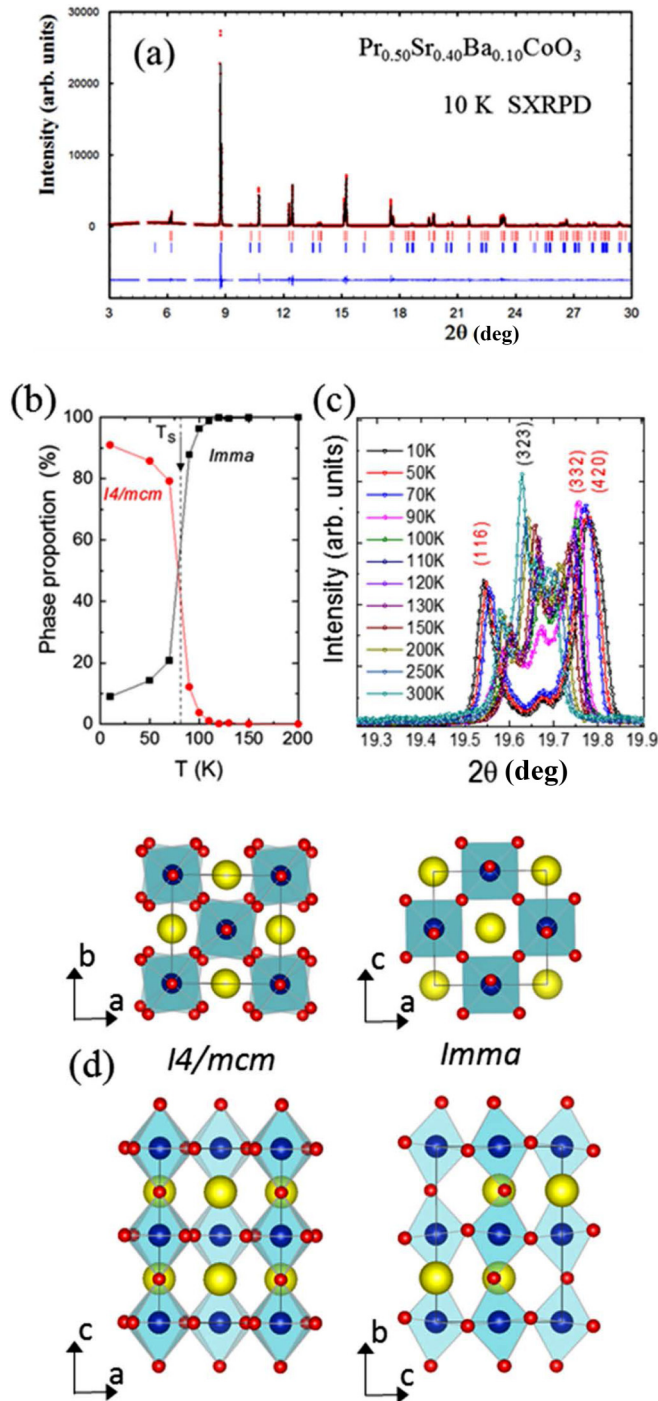 (a)
Pr0.50Sr0.40Ba0.10CoO3
10 K SXRPD
Intensity (arb. units)
30000
20000
10000
0
3 6 9 12 15 18 21 24 27 30
2θ (deg)
(b)
Phase proportion (%)
100
80
60
40
20
0
TS
Imma
I4/mcm
0 50 100 150 200
T (K)
(c)
Intensity (arb. units)
10K
50K
70K
90K
100K
110K
120K
130K
150K
200K
250K
300K
(116)
(323)
(332)
(420)
19.3 19.4 19.5 19.6 19.7 19.8 19.9
2θ (deg)
b
a
c
a
(d)
I4/mcm
Imma
c
a
b
c